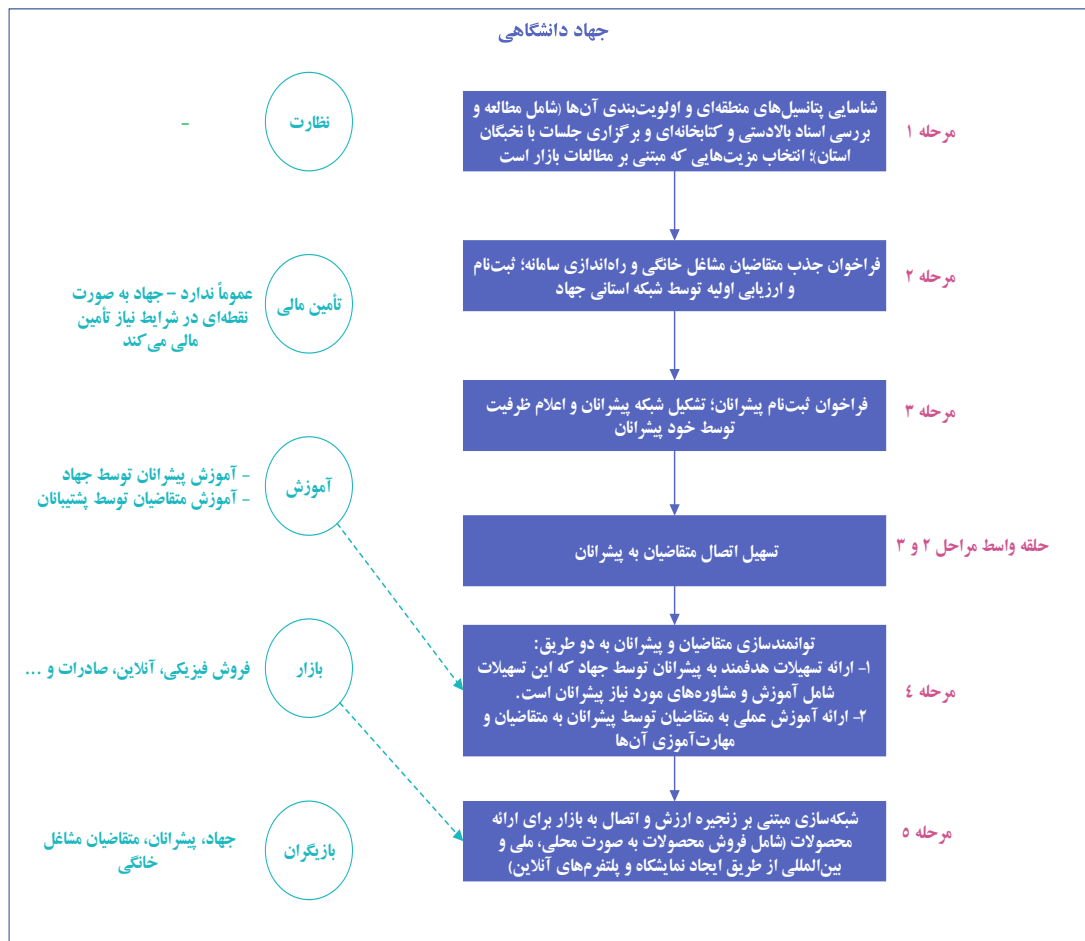 جهاد دانشگاهی
مرحله ۱
شناسایی پتانسیل‌های منطقه‌ای و اولویت‌بندی آن‌ها (شامل مطالعه و
بررسی اسناد بالادستی و کتابخانه‌ای و برگزاری جلسات با نخبگان
استان)؛ انتخاب مزیت‌هایی که مبتنی بر مطالعات بازار است
نظارت
-
مرحله ۲
فراخوان جذب متقاضیان مشاغل خانگی و راه‌اندازی سامانه؛ ثبت‌نام
و ارزیابی اولیه توسط شبکه استانی جهاد
تأمین مالی
عموماً ندارد – جهاد به صورت
نقطه‌ای در شرایط نیاز تأمین
مالی می‌کند
مرحله ۳
فراخوان ثبت‌نام پیشرانان؛ تشکیل شبکه پیشرانان و اعلام ظرفیت
توسط خود پیشرانان
آموزش
- آموزش پیشرانان توسط جهاد
- آموزش متقاضیان توسط پشتیبانان
حلقه واسط مراحل ۲ و ۳
تسهیل اتصال متقاضیان به پیشرانان
مرحله ٤
توانمندسازی متقاضیان و پیشرانان به دو طریق:
۱- ارائه تسهیلات هدفمند به پیشرانان توسط جهاد که این تسهیلات
شامل آموزش و مشاوره‌های مورد نیاز پیشرانان است.
۲- ارائه آموزش عملی به متقاضیان توسط پیشرانان به متقاضیان و
مهارت‌آموزی آن‌ها
بازار
فروش فیزیکی، آنلاین، صادرات و ...
مرحله ٥
شبکه‌سازی مبتنی بر زنجیره ارزش و اتصال به بازار برای ارائه
محصولات (شامل فروش محصولات به صورت محلی، ملی و
بین‌المللی از طریق ایجاد نمایشگاه و پلتفرم‌های آنلاین)
بازیگران
جهاد، پیشرانان، متقاضیان مشاغل
خانگی